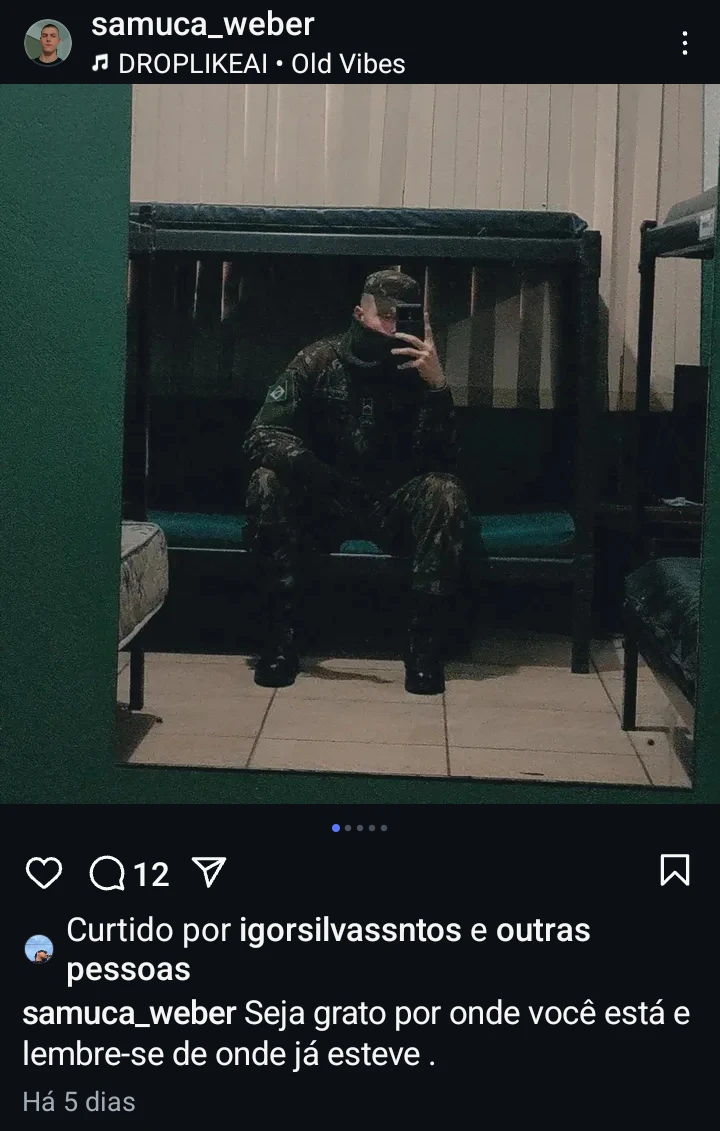 samuca_weber
DROPLIKEAI • Old Vibes
12
Curtido por igorsilvassntos e outras
pessoas
samuca_weber Seja grato por onde você está e
lembre-se de onde já esteve .
Há 5 dias